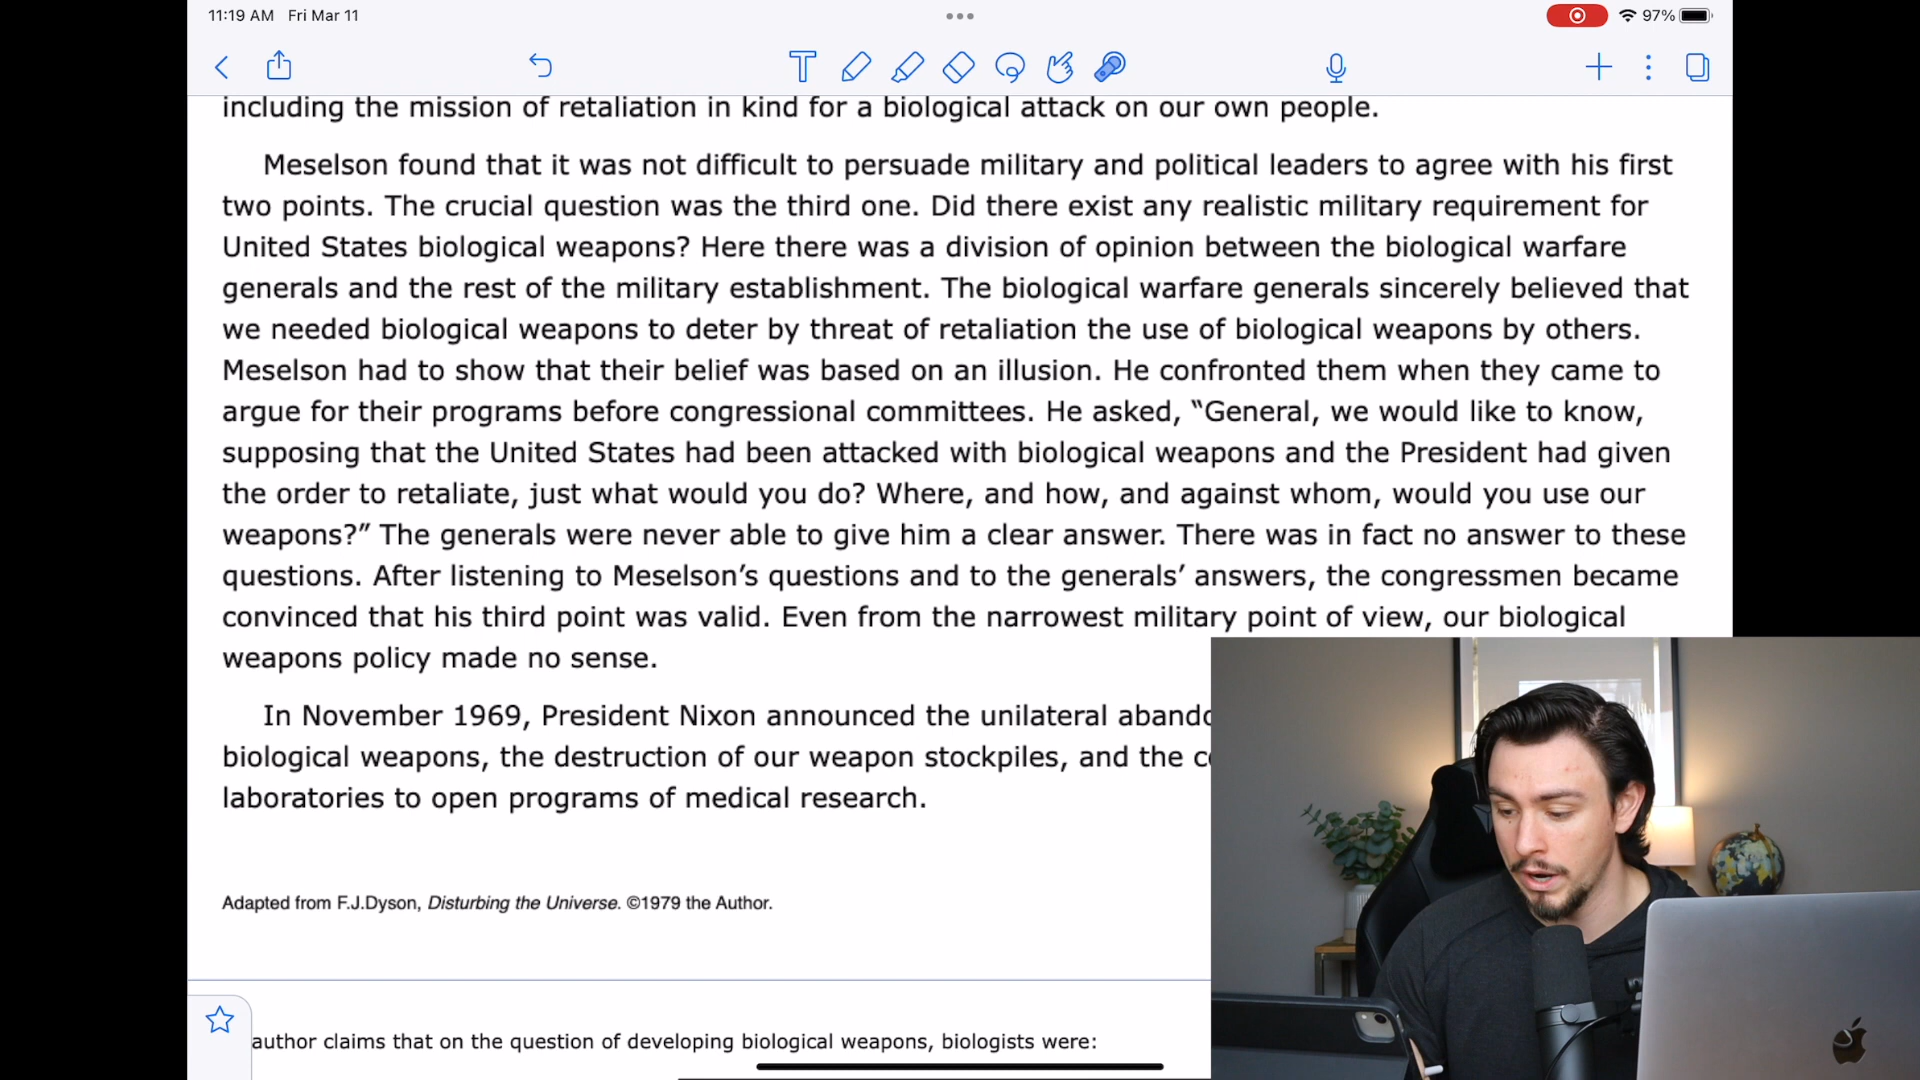 11:19 AM Fri Mar 11
97%
including the mission of retaliation in kind for a biological attack on our own people.
Meselson found that it was not difficult to persuade military and political leaders to agree with his first
two points. The crucial question was the third one. Did there exist any realistic military requirement for
United States biological weapons? Here there was a division of opinion between the biological warfare
generals and the rest of the military establishment. The biological warfare generals sincerely believed that
we needed biological weapons to deter by threat of retaliation the use of biological weapons by others.
Meselson had to show that their belief was based on an illusion. He confronted them when they came to
argue for their programs before congressional committees. He asked, “General, we would like to know,
supposing that the United States had been attacked with biological weapons and the President had given
the order to retaliate, just what would you do? Where, and how, and against whom, would you use our
weapons?” The generals were never able to give him a clear answer. There was in fact no answer to these
questions. After listening to Meselson’s questions and to the generals’ answers, the congressmen became
convinced that his third point was valid. Even from the narrowest military point of view, our biological
weapons policy made no sense.
In November 1969, President Nixon announced the unilateral
biological weapons, the destruction of our weapon stockpiles, and the
laboratories to open programs of medical research.
Adapted from F.J.Dyson, Disturbing the Universe. ©1979 the Author.
author claims that on the question of developing biological weapons, biologists were: